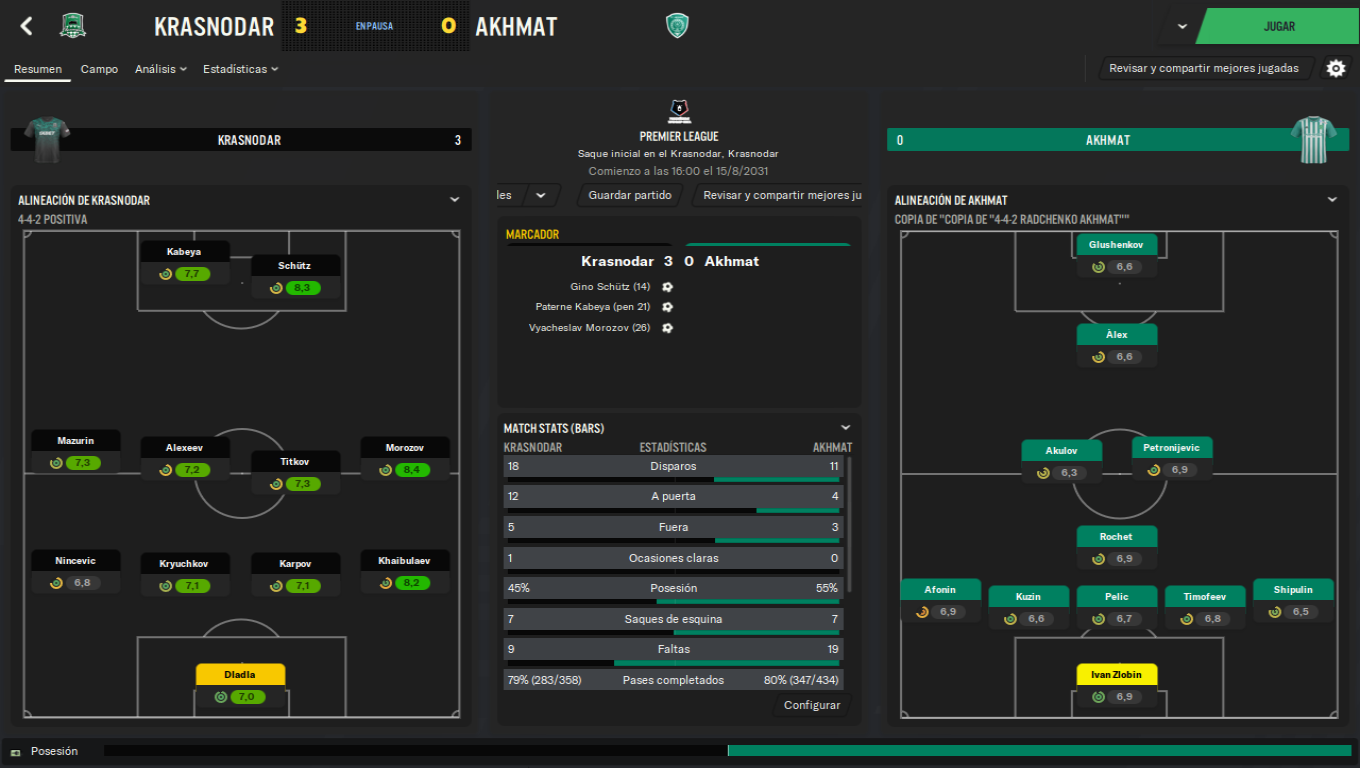 KRASNODAR 3 EN PAUSA 0 AKHMAT
JUGAR
Resumen Campo Análisis Estadísticas
Revisar y compartir mejores jugadas
KRASNODAR 3
PREMIER LEAGUE
Saque inicial en el Krasnodar, Krasnodar
Comienzo a las 16:00 el 15/8/2031
les Guardar partido Revisar y compartir mejores ju
0 AKHMAT
ALINEACIÓN DE KRASNODAR
4-4-2 POSITIVA
Kabeya
7,7
Schütz
8,3
Mazurin
7,3
Alexeev
7,2
Titkov
7,3
Morozov
8,4
Nincevic
6,8
Kryuchkov
7,1
Karpov
7,1
Khaibulaev
8,2
Dladla
7,0
MARCADOR
Krasnodar 3 0 Akhmat
Gino Schütz (14)
Paterne Kabeya (pen 21)
Vyacheslav Morozov (26)
MATCH STATS (BARS)
KRASNODAR ESTADÍSTICAS AKHMAT
18 Disparos 11
12 A puerta 4
5 Fuera 3
1 Ocasiones claras 0
45% Posesión 55%
7 Saques de esquina 7
9 Faltas 19
79% (283/358) Pases completados 80% (347/434)
Configurar
ALINEACIÓN DE AKHMAT
COPIA DE "COPIA DE "4-4-2 RADCHENKO AKHMAT""
Glushenkov
6,6
Àlex
6,6
Akulov
6,3
Petronijevic
6,9
Rochet
6,9
Afonin
6,9
Kuzin
6,6
Pelic
6,7
Timofeev
6,8
Shipulin
6,5
Ivan Zlobin
6,9
Posesión